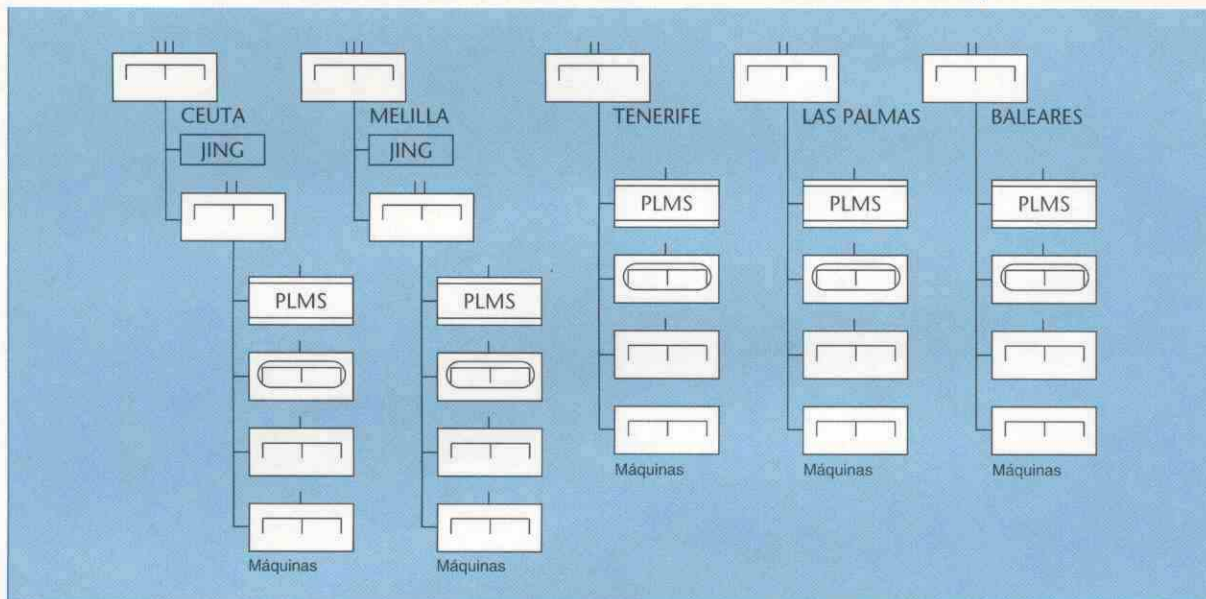 CEUTA MELILLA TENERIFE LAS PALMAS BALEARES
JING JING
PLMS PLMS PLMS
PLMS PLMS
Máquinas Máquinas Máquinas
Máquinas Máquinas